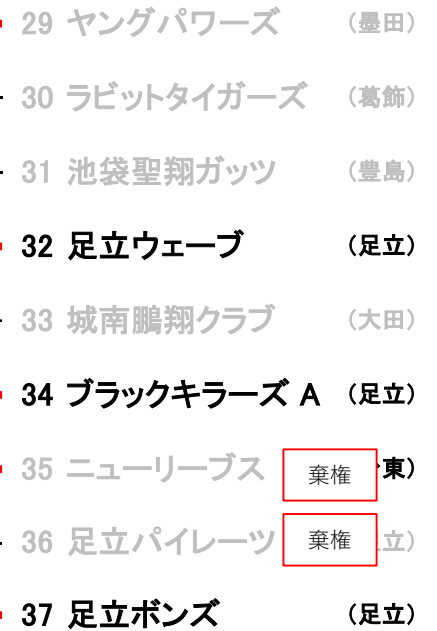 29 ヤングパワーズ （墨田）
30 ラビットタイガーズ （葛飾）
31 池袋聖翔ガッツ （豊島）
32 足立ウェーブ （足立）
33 城南鵬翔クラブ （大田）
34 ブラックキラーズ A （足立）
35 ニューリーブス 棄権 東）
36 足立パイレーツ 棄権 立）
37 足立ボンズ （足立）